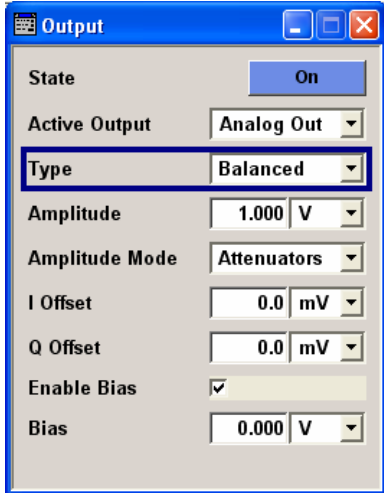 Output
State On
Active Output Analog Out
Type Balanced
Amplitude 1.000 V
Amplitude Mode Attenuators
I Offset 0.0 mV
Q Offset 0.0 mV
Enable Bias
Bias 0.000 V